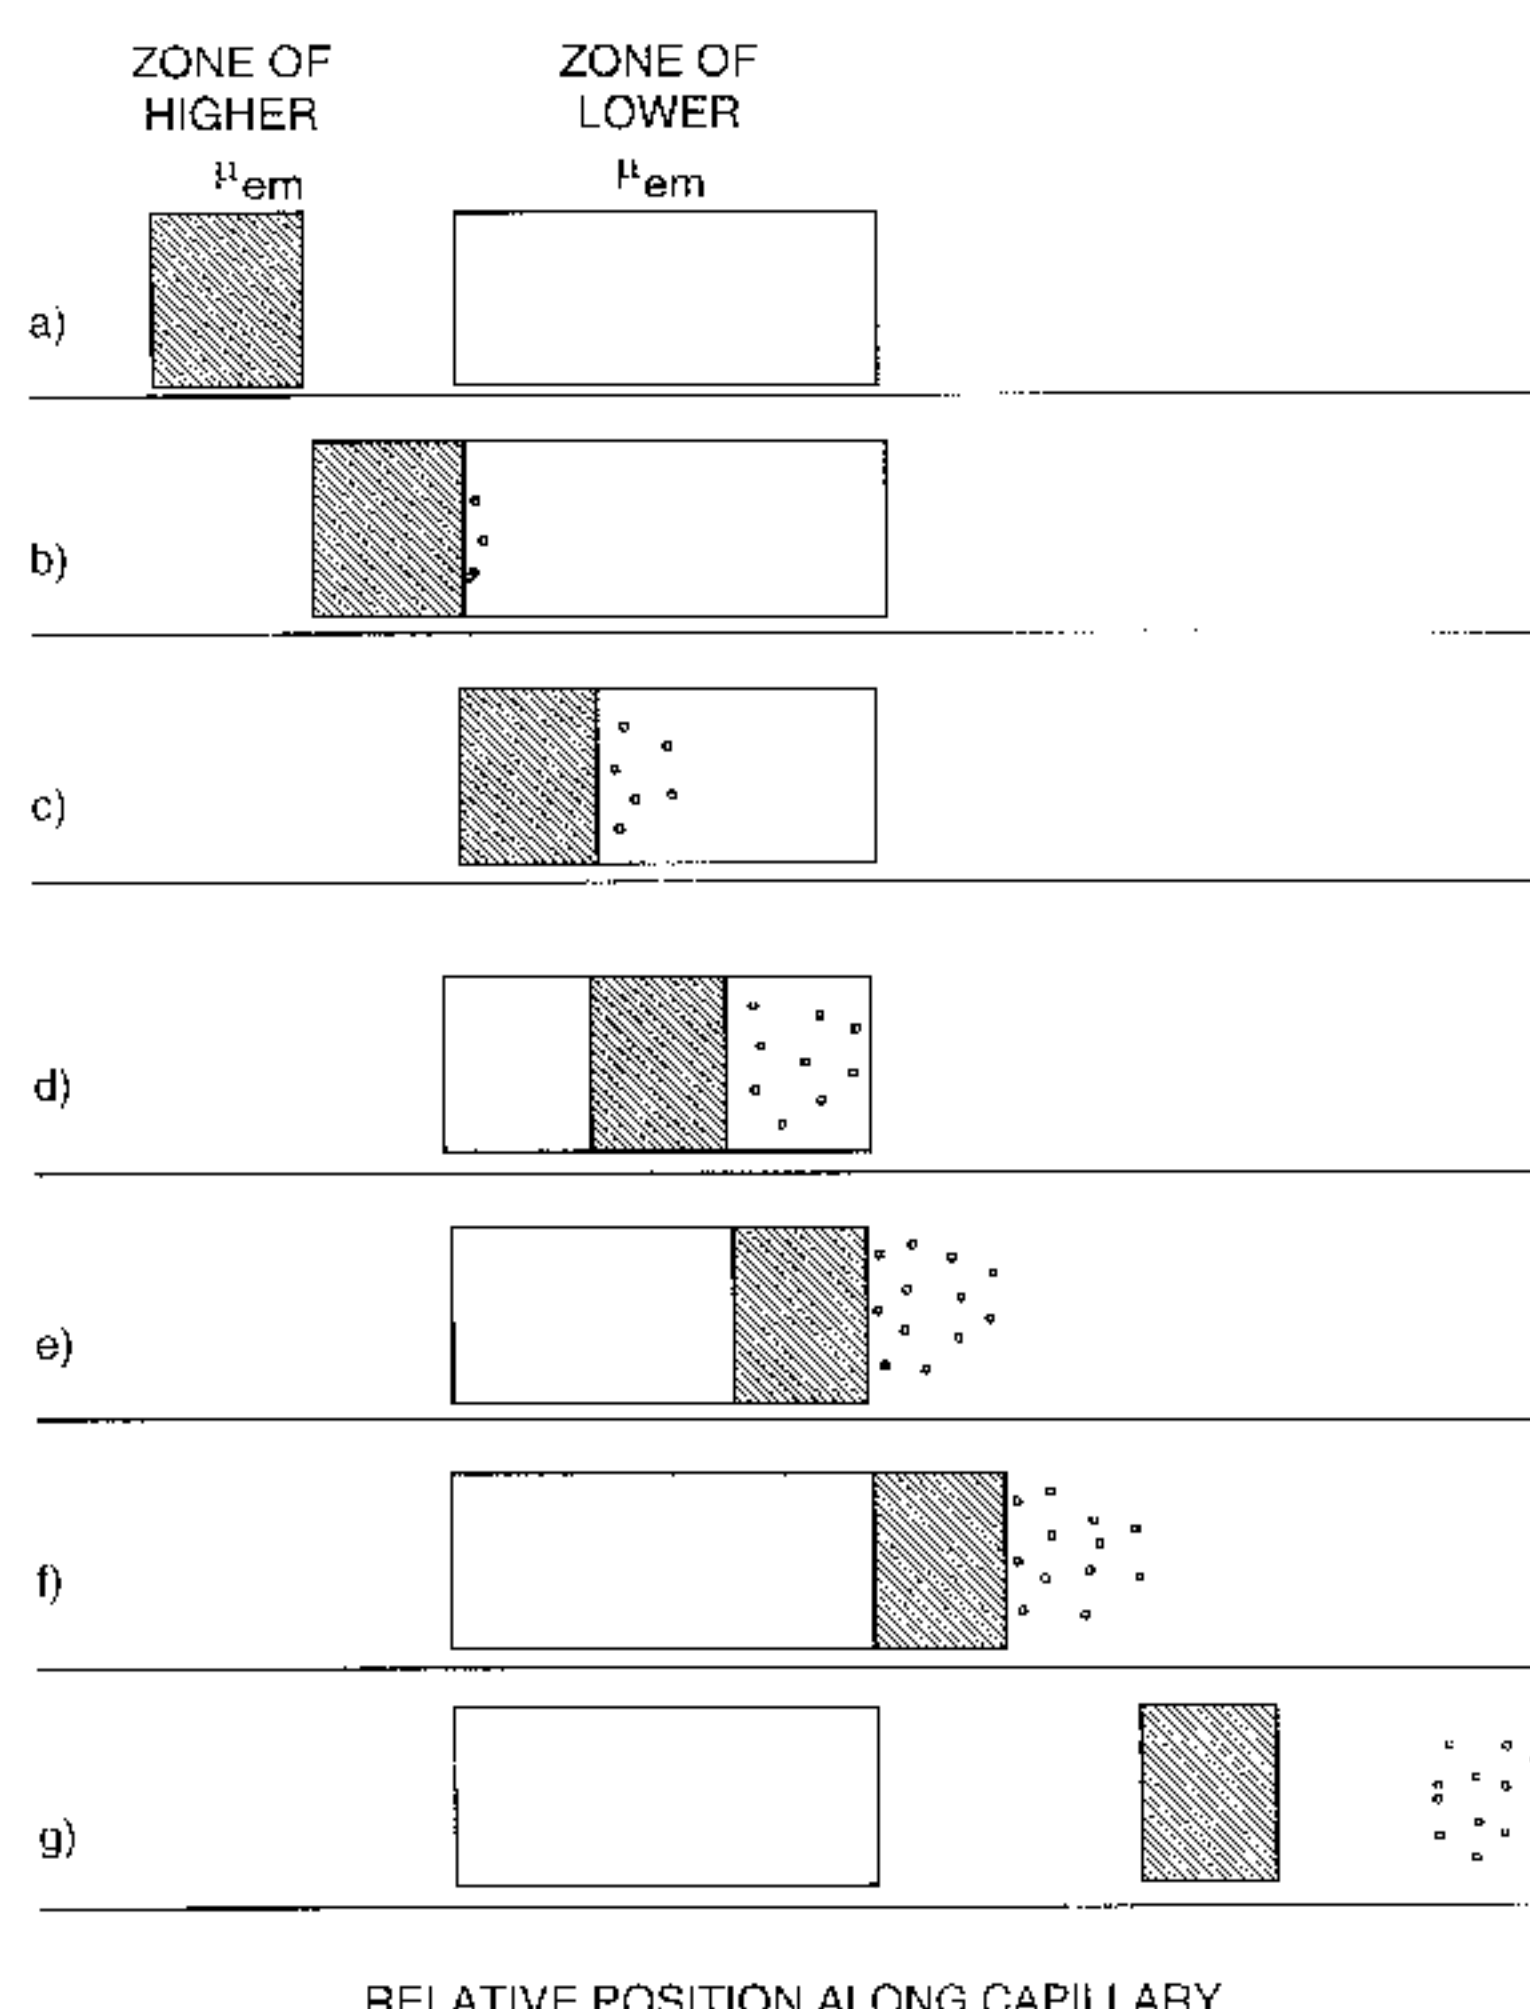 ZONE OF
HIGHER
μem
ZONE OF
LOWER
μem
a)
b)
c)
d)
e)
f)
g)
RELATIVE POSITION ALONG CAPILLARY